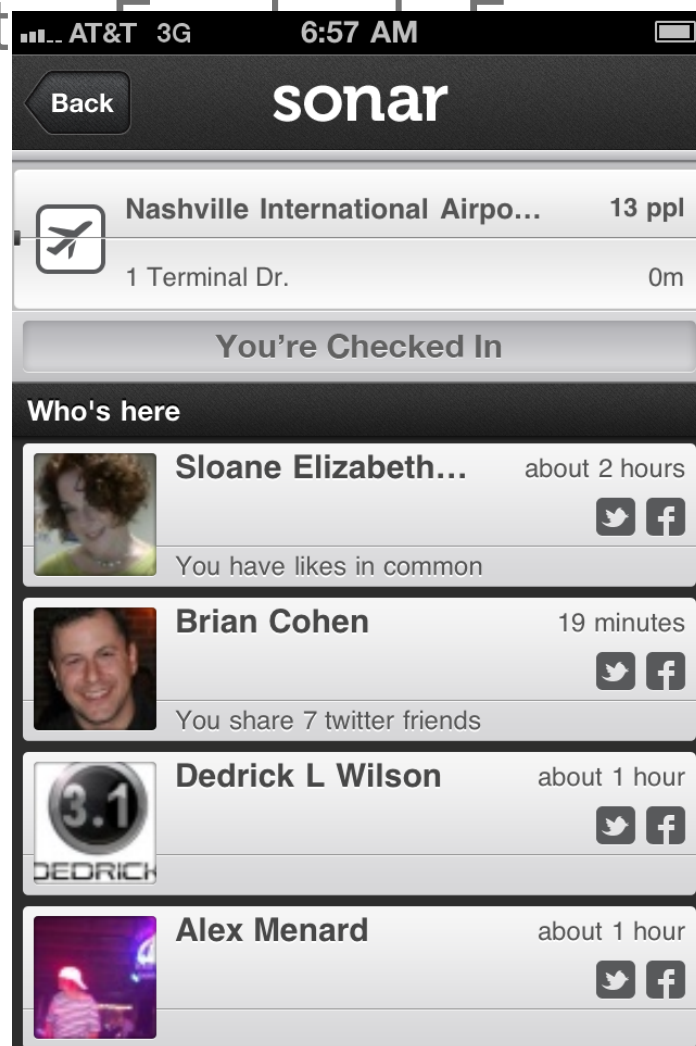 AT&T 3G 6:57 AM
Back
sonar
Nashville International Airpo... 13 ppl
1 Terminal Dr. 0m
You're Checked In
Who's here
Sloane Elizabeth... about 2 hours
You have likes in common
Brian Cohen 19 minutes
You share 7 twitter friends
3.1
DEDRICK
Dedrick L Wilson about 1 hour
Alex Menard about 1 hour